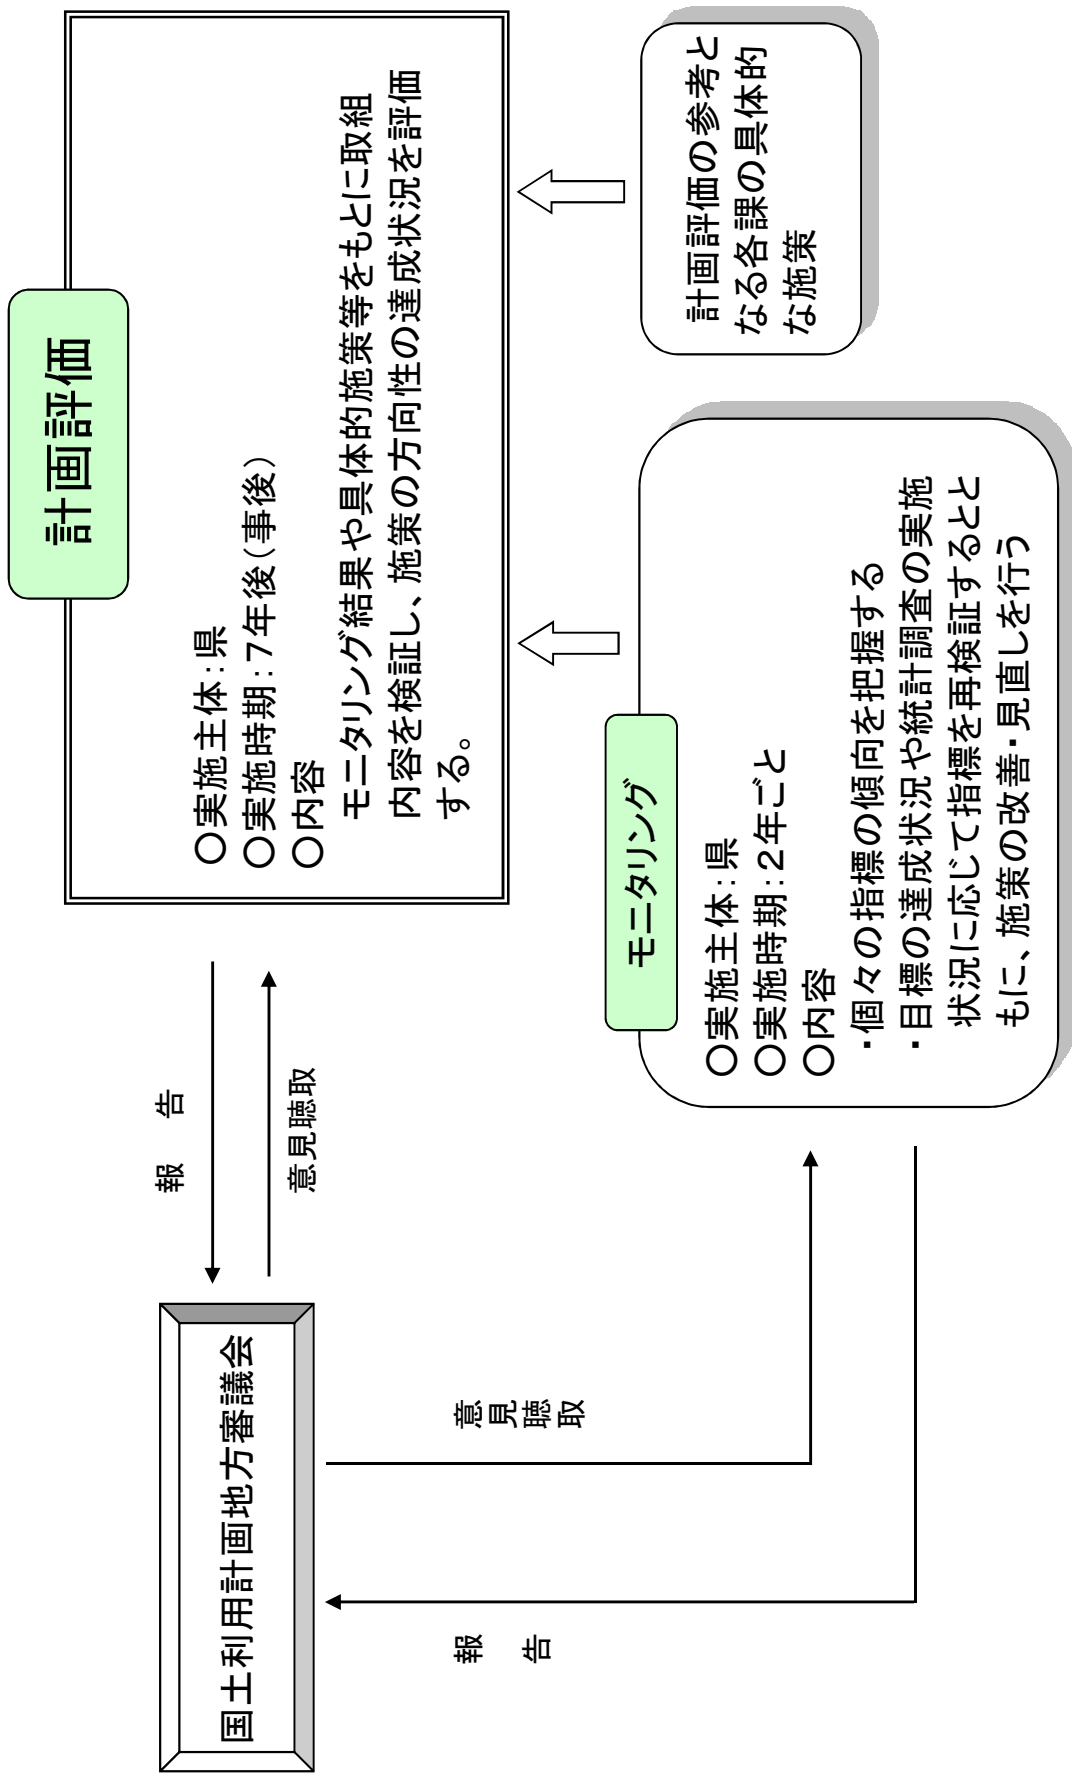 計画評価
○実施主体：県
○実施時期：７年後（事後）
○内容
モニタリング結果や具体的施策等をもとに取組
内容を検証し、施策の方向性の達成状況を評価
する。
国土利用計画地方審議会
報　告
意見聴取
意見聴取
報　告
モニタリング
○実施主体：県
○実施時期：２年ごと
○内容
・個々の指標の傾向を把握する
・目標の達成状況や統計調査の実施
状況に応じて指標を再検証するとと
もに、施策の改善・見直しを行う
計画評価の参考と
なる各課の具体的
な施策